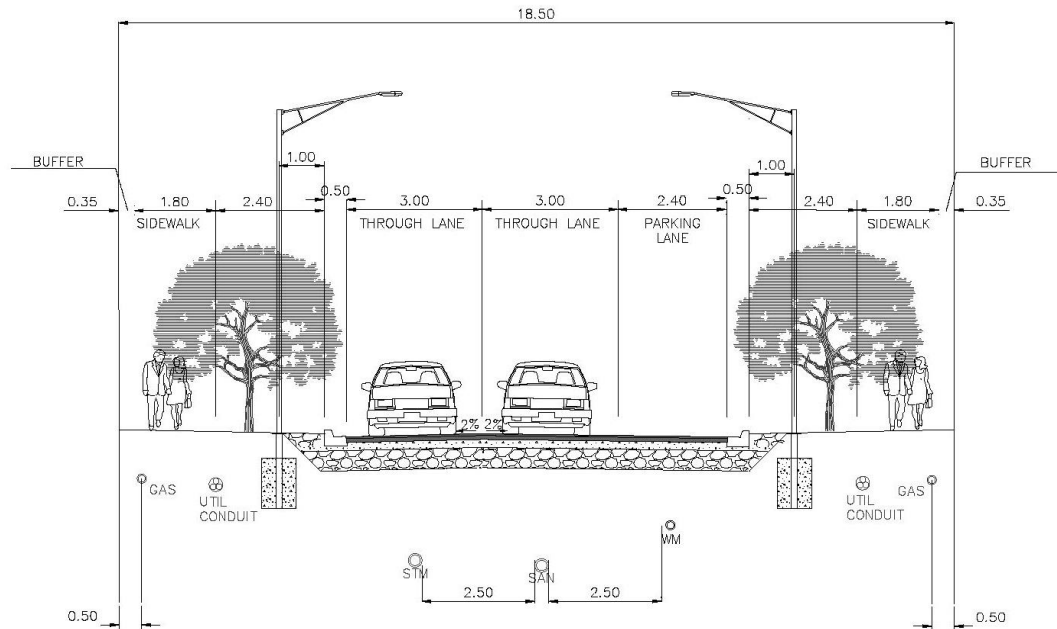 18.50
BUFFER
BUFFER
1.00
1.00
0.35
1.80
2.40
0.50
3.00
3.00
2.40
0.50
2.40
1.80
0.35
SIDEWALK
THROUGH LANE
THROUGH LANE
PARKING
LANE
SIDEWALK
2%
2%
GAS
UTIL
CONDUIT
UTIL
CONDUIT
GAS
WM
STM
SAN
2.50
2.50
0.50
0.50